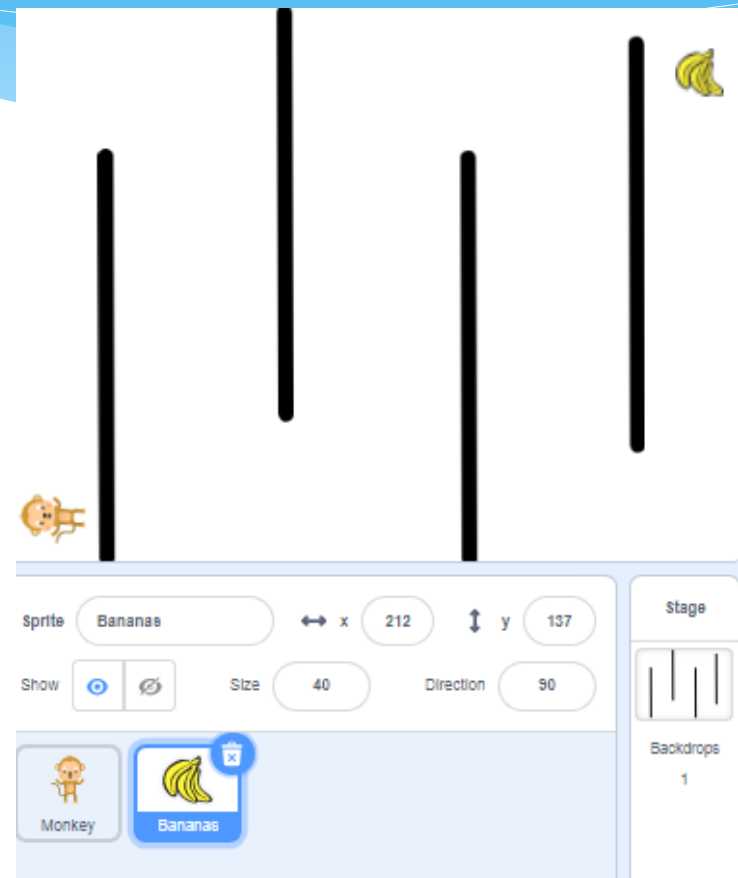 Sprite Bananas x 212 y 137
Show Size 40 Direction 90
Monkey Bananas
Stage
Backdrops
1